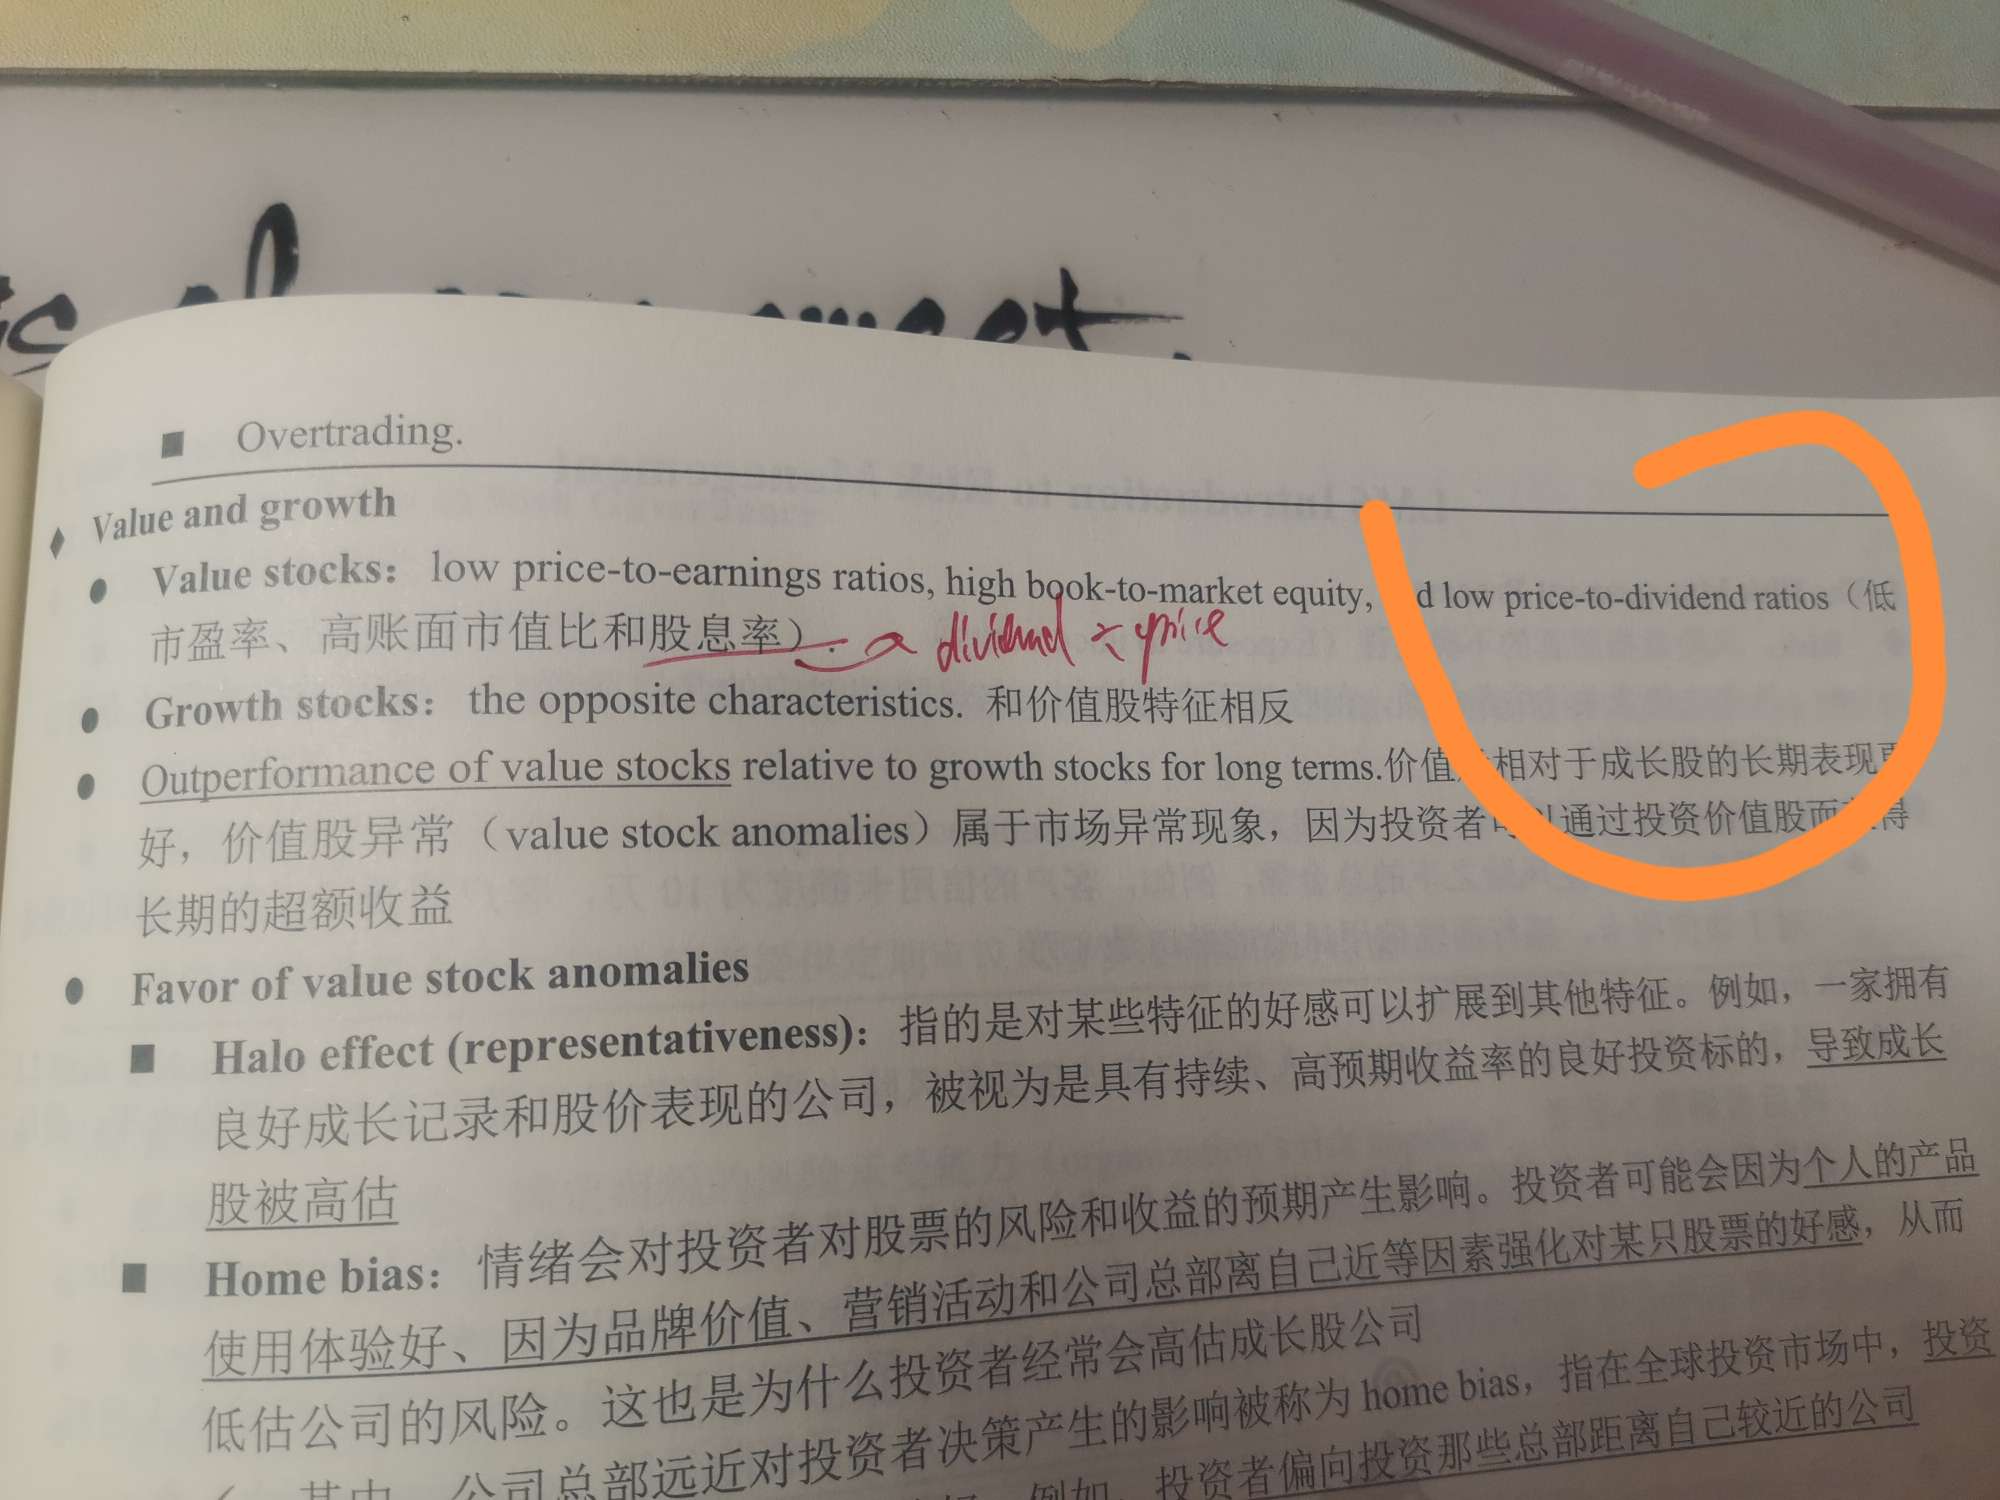 Overtrading.
Value and growth
Value stocks: low price-to-earnings ratios, high book-to-market equity, d low price-to-dividend ratios（低
市盈率、高账面市值比和股息率）.
dividend ÷ price
Growth stocks: the opposite characteristics. 和价值股特征相反
Outperformance of value stocks relative to growth stocks for long terms.价值 相对于成长股的长期表现更
好，价值股异常（value stock anomalies）属于市场异常现象，因为投资者可以通过投资价值股而 得
长期的超额收益
Favor of value stock anomalies
Halo effect (representativeness): 指的是对某些特征的好感可以扩展到其他特征。例如，一家拥有
良好成长记录和股价表现的公司，被视为是具有持续、高预期收益率的良好投资标的，导致成长
股被高估
Home bias: 情绪会对投资者对股票的风险和收益的预期产生影响。投资者可能会因为个人的产品
使用体验好、因为品牌价值、营销活动和公司总部离自己近等因素强化对某只股票的好感，从而
低估公司的风险。这也是为什么投资者经常会高估成长股公司
其中，公司总部远近对投资者决策产生的影响被称为 home bias，指在全球投资市场中，投资
例如，投资者偏向投资那些总部距离自己较近的公司